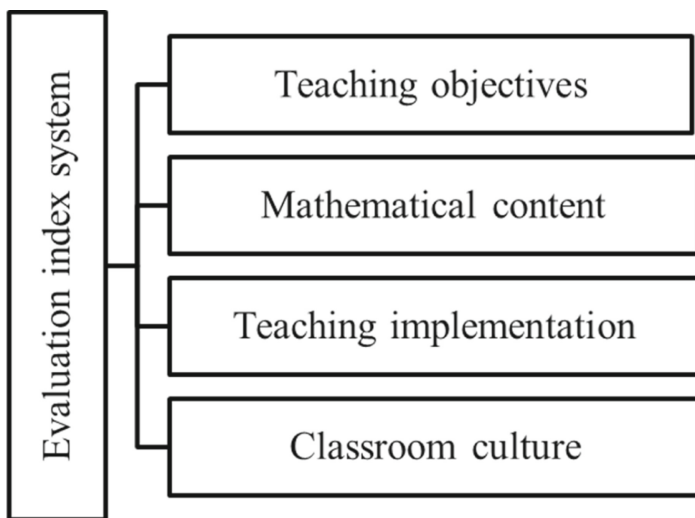 Evaluation index system
Teaching objectives
Mathematical content
Teaching implementation
Classroom culture